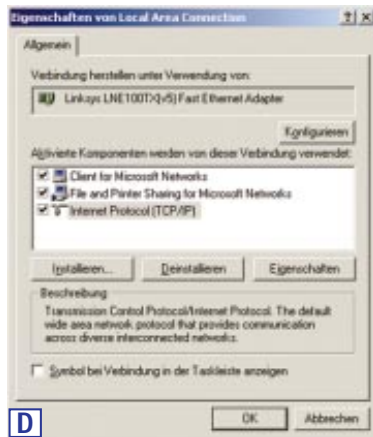 Eigenschaften von Local Area Connection
Allgemein
Verbindung herstellen unter Verwendung von:
Linksys LNE100TX(v5) Fast Ethernet Adapter
Konfigurieren
Aktivierte Komponenten werden von dieser Verbindung verwendet:
Client for Microsoft Networks
File and Printer Sharing for Microsoft Networks
Internet Protocol (TCP/IP)
Installieren... Deinstallieren Eigenschaften
Beschreibung
Transmission Control Protocol/Internet Protocol. The default
wide area network protocol that provides communication
across diverse interconnected networks.
Symbol bei Verbindung in der Taskleiste anzeigen
OK Abbrechen
D